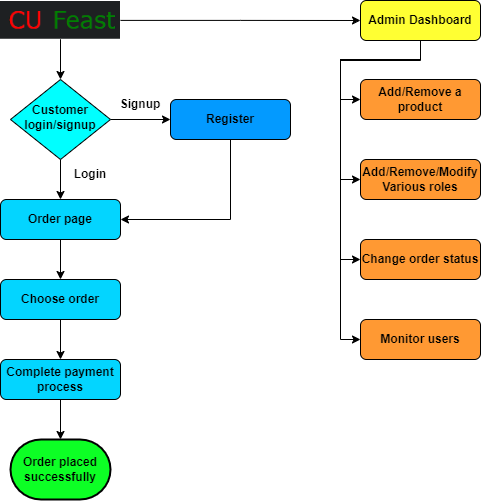 CU Feast
Admin Dashboard
Customer
login/signup
Signup
Register
Login
Order page
Choose order
Complete payment
process
Order placed
successfully
Add/Remove a
product
Add/Remove/Modify
Various roles
Change order status
Monitor users